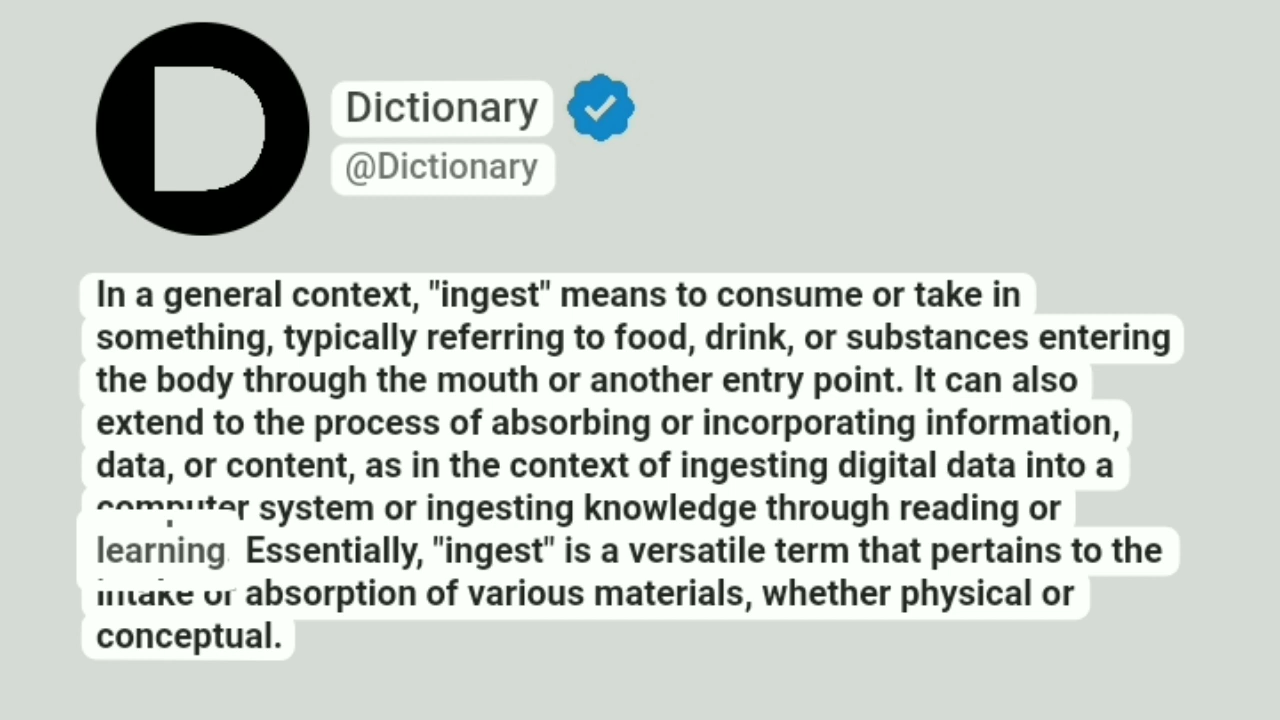 D
Dictionary
@Dictionary
In a general context, "ingest" means to consume or take in
something, typically referring to food, drink, or substances entering
the body through the mouth or another entry point. It can also
extend to the process of absorbing or incorporating information,
data, or content, as in the context of ingesting digital data into a
computer system or ingesting knowledge through reading or
learning. Essentially, "ingest" is a versatile term that pertains to the
intake or absorption of various materials, whether physical or
conceptual.